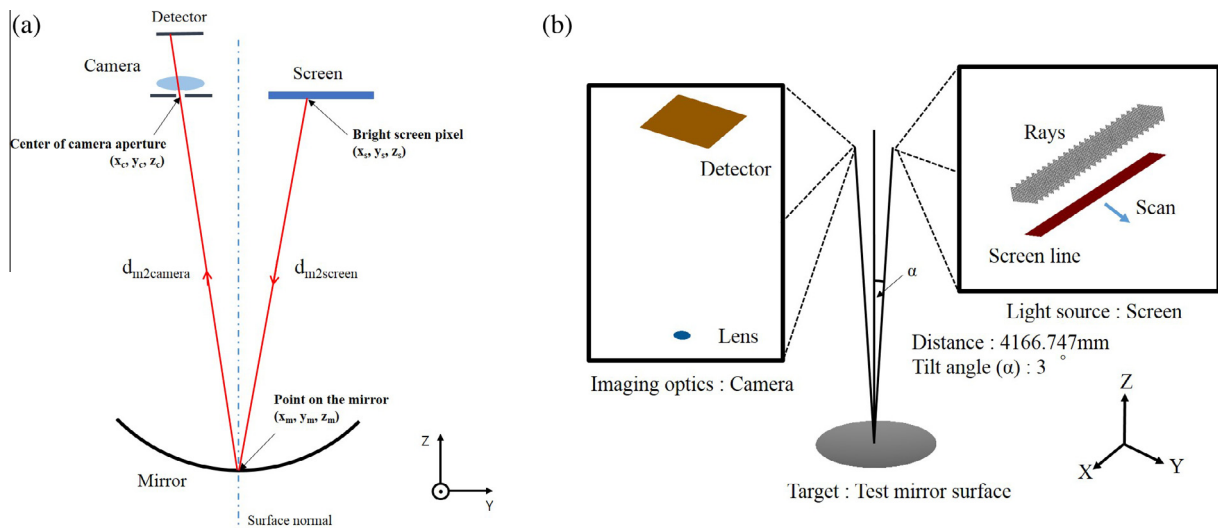 (a)
Detector
Camera
Screen
Center of camera aperture
(xc, yc, zc)
Bright screen pixel
(xs, ys, zs)
dm2camera
dm2screen
Point on the mirror
(xm, ym, zm)
Mirror
Surface normal
Z
Y
(b)
Detector
Lens
Imaging optics : Camera
α
Rays
Scan
Screen line
Light source : Screen
Distance : 4166.747mm
Tilt angle (α) : 3 °
Target : Test mirror surface
Z
X
Y